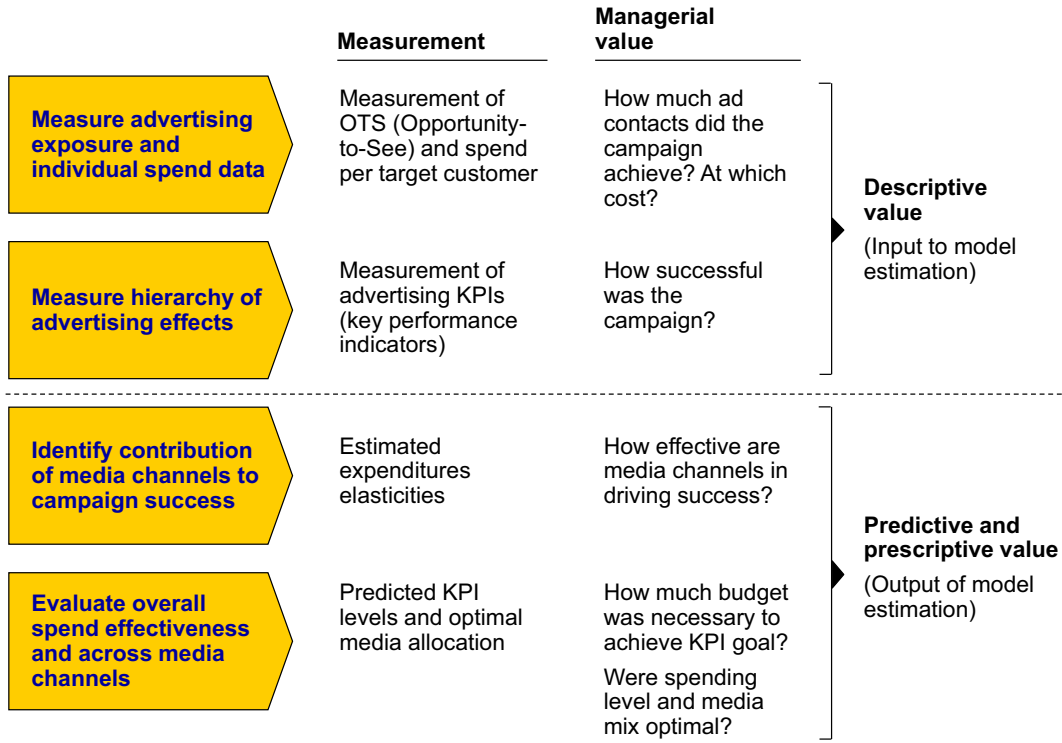 Measurement
Managerial
value
Measure advertising
exposure and
individual spend data
Measurement of
OTS (Opportunity-
to-See) and spend
per target customer
How much ad
contacts did the
campaign
achieve? At which
cost?
Measure hierarchy of
advertising effects
Measurement of
advertising KPIs
(key performance
indicators)
How successful
was the
campaign?
Descriptive
value
(Input to model
estimation)
Identify contribution
of media channels to
campaign success
Estimated
expenditures
elasticities
How effective are
media channels in
driving success?
Evaluate overall
spend effectiveness
and across media
channels
Predicted KPI
levels and optimal
media allocation
How much budget
was necessary to
achieve KPI goal?
Were spending
level and media
mix optimal?
Predictive and
prescriptive value
(Output of model
estimation)